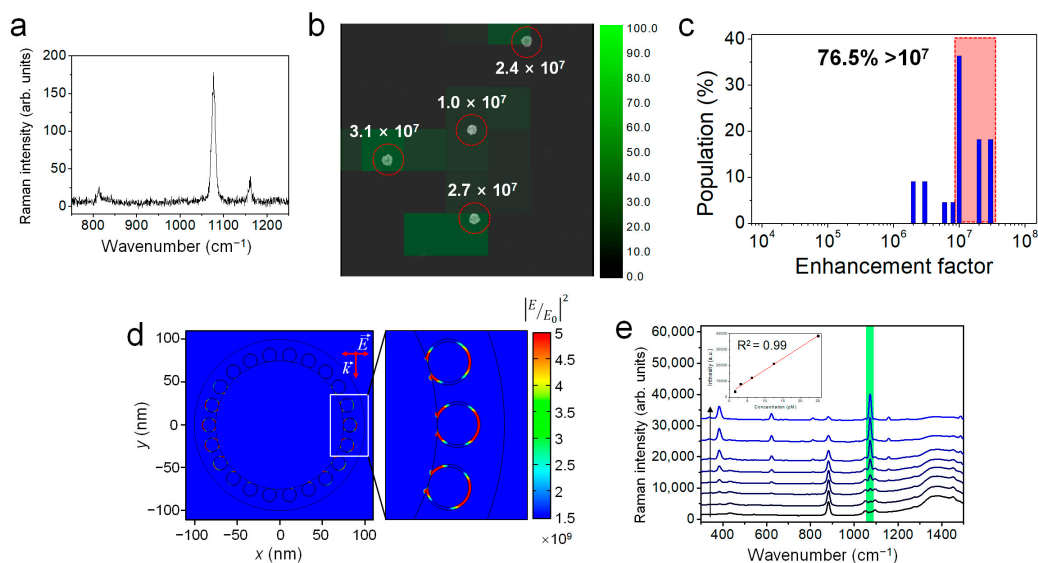 a
Raman intensity (arb. units)
200
150
100
50
0
800 900 1000 1100 1200
Wavenumber (cm⁻¹)
b
2.4 × 10⁷
1.0 × 10⁷
3.1 × 10⁷
2.7 × 10⁷
100.0
90.0
80.0
70.0
60.0
50.0
40.0
30.0
20.0
10.0
0.0
c
76.5% >10⁷
Population (%)
40
30
20
10
0
10⁴ 10⁵ 10⁶ 10⁷ 10⁸
Enhancement factor
d
|E/E₀|²
E
k
y (nm)
100
50
0
−50
−100
−100 −50 0 50 100
x (nm)
5
4.5
4
3.5
3
2.5
2
1.5
×10⁹
e
Raman intensity (arb. units)
60,000
50,000
40,000
30,000
20,000
10,000
0
R² = 0.99
Concennation (pM)
400 600 800 1000 1200 1400
Wavenumber (cm⁻¹)